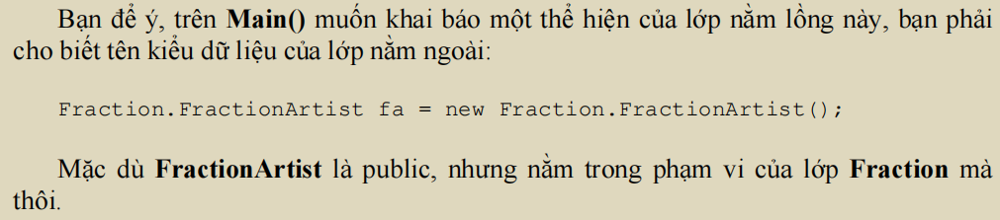 Bạn để ý, trên Main() muốn khai báo một thể hiện của lớp nằm lồng này, bạn phải
cho biết tên kiểu dữ liệu của lớp nằm ngoài:
Fraction.FractionArtist fa = new Fraction.FractionArtist();
Mặc dù FractionArtist là public, nhưng nằm trong phạm vi của lớp Fraction mà
thôi.